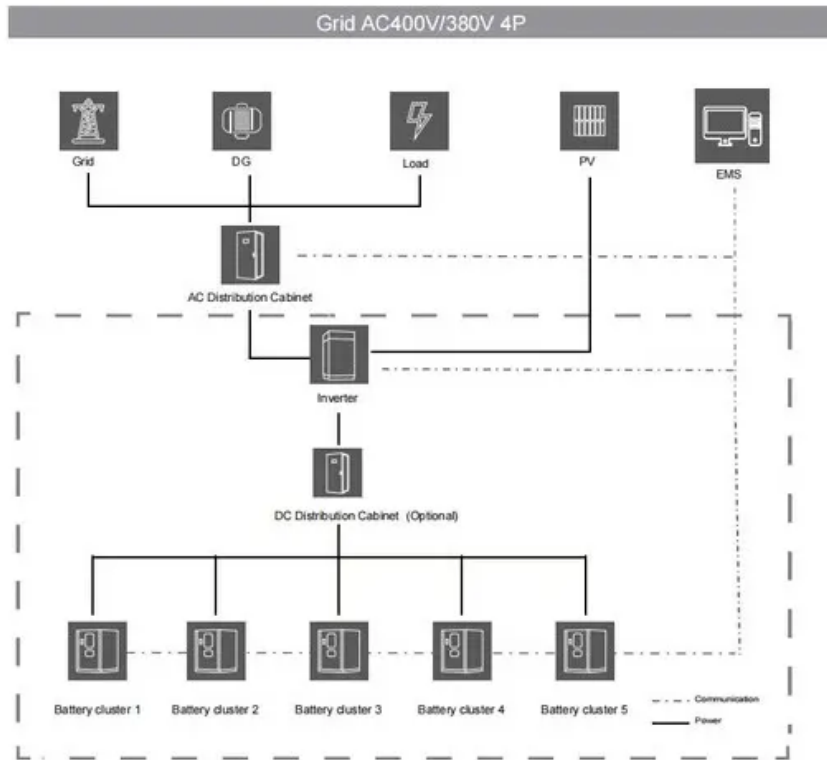 Grid AC400V/380V 4P
Grid
DG
Load
PV
EMS
AC Distribution Cabinet
Inverter
DC Distribution Cabinet (Optional)
Battery cluster 1
Battery cluster 2
Battery cluster 3
Battery cluster 4
Battery cluster 5
Communication
Power